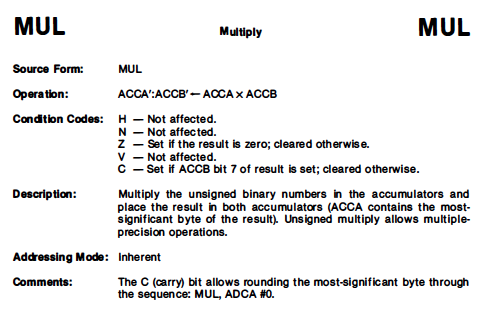 MUL Multiply MUL
Source Form: MUL
Operation: ACCA':ACCB' ← ACCA × ACCB
Condition Codes: H — Not affected.
N — Not affected.
Z — Set if the result is zero; cleared otherwise.
V — Not affected.
C — Set if ACCB bit 7 of result is set; cleared otherwise.
Description: Multiply the unsigned binary numbers in the accumulators and
place the result in both accumulators (ACCA contains the most-
significant byte of the result). Unsigned multiply allows multiple-
precision operations.
Addressing Mode: Inherent
Comments: The C (carry) bit allows rounding the most-significant byte through
the sequence: MUL, ADCA #0.